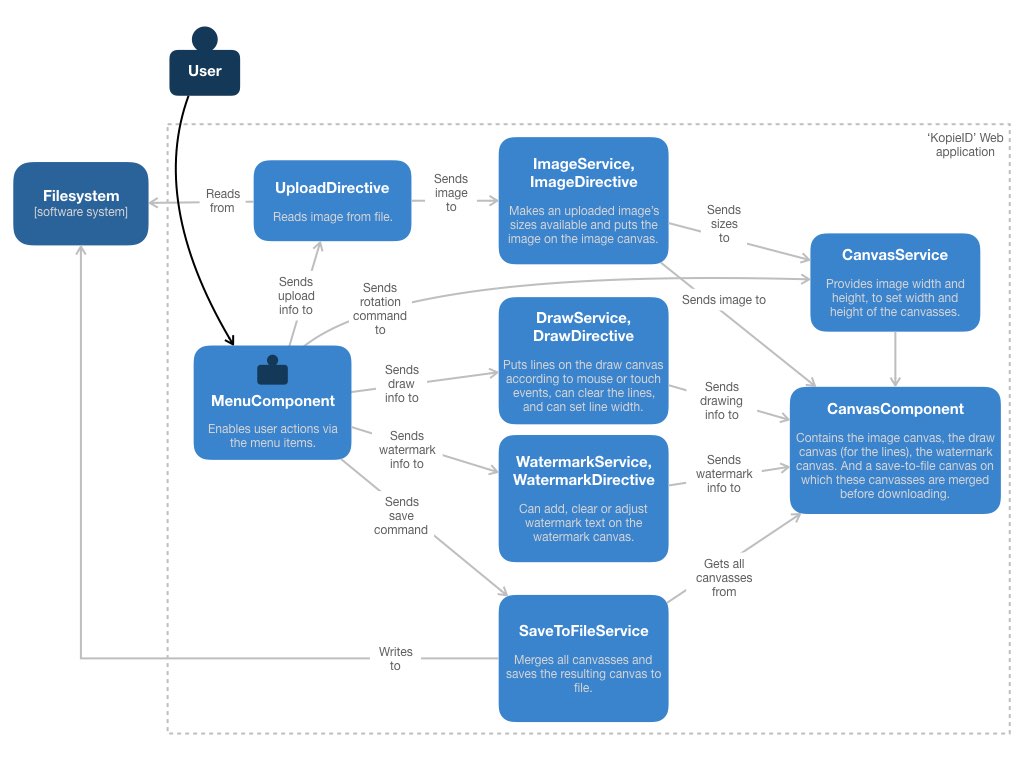 User
'KopieID' Web
application
Filesystem
[software system]
Reads
from
UploadDirective
Reads image from file.
Sends
image
to
ImageService,
ImageDirective
Makes an uploaded image's
sizes available and puts the
image on the image canvas.
Sends
sizes
to
CanvasService
Provides image width and
height, to set width and
height of the canvasses.
Sends
upload
info to
Sends
rotation
command
to
Sends image to
DrawService,
DrawDirective
Puts lines on the draw canvas
according to mouse or touch
events, can clear the lines,
and can set line width.
MenuComponent
Enables user actions via
the menu items.
Sends
draw
info to
Sends
drawing
info to
CanvasComponent
Contains the image canvas, the draw
canvas (for the lines), the watermark
canvas. And a save-to-file canvas on
which these canvasses are merged
before downloading.
Sends
watermark
info to
WatermarkService,
WatermarkDirective
Can add, clear or adjust
watermark text on the
watermark canvas.
Sends
watermark
info to
Sends
save
command
Gets all
canvasses
from
SaveToFileService
Merges all canvasses and
saves the resulting canvas to
file.
Writes
to